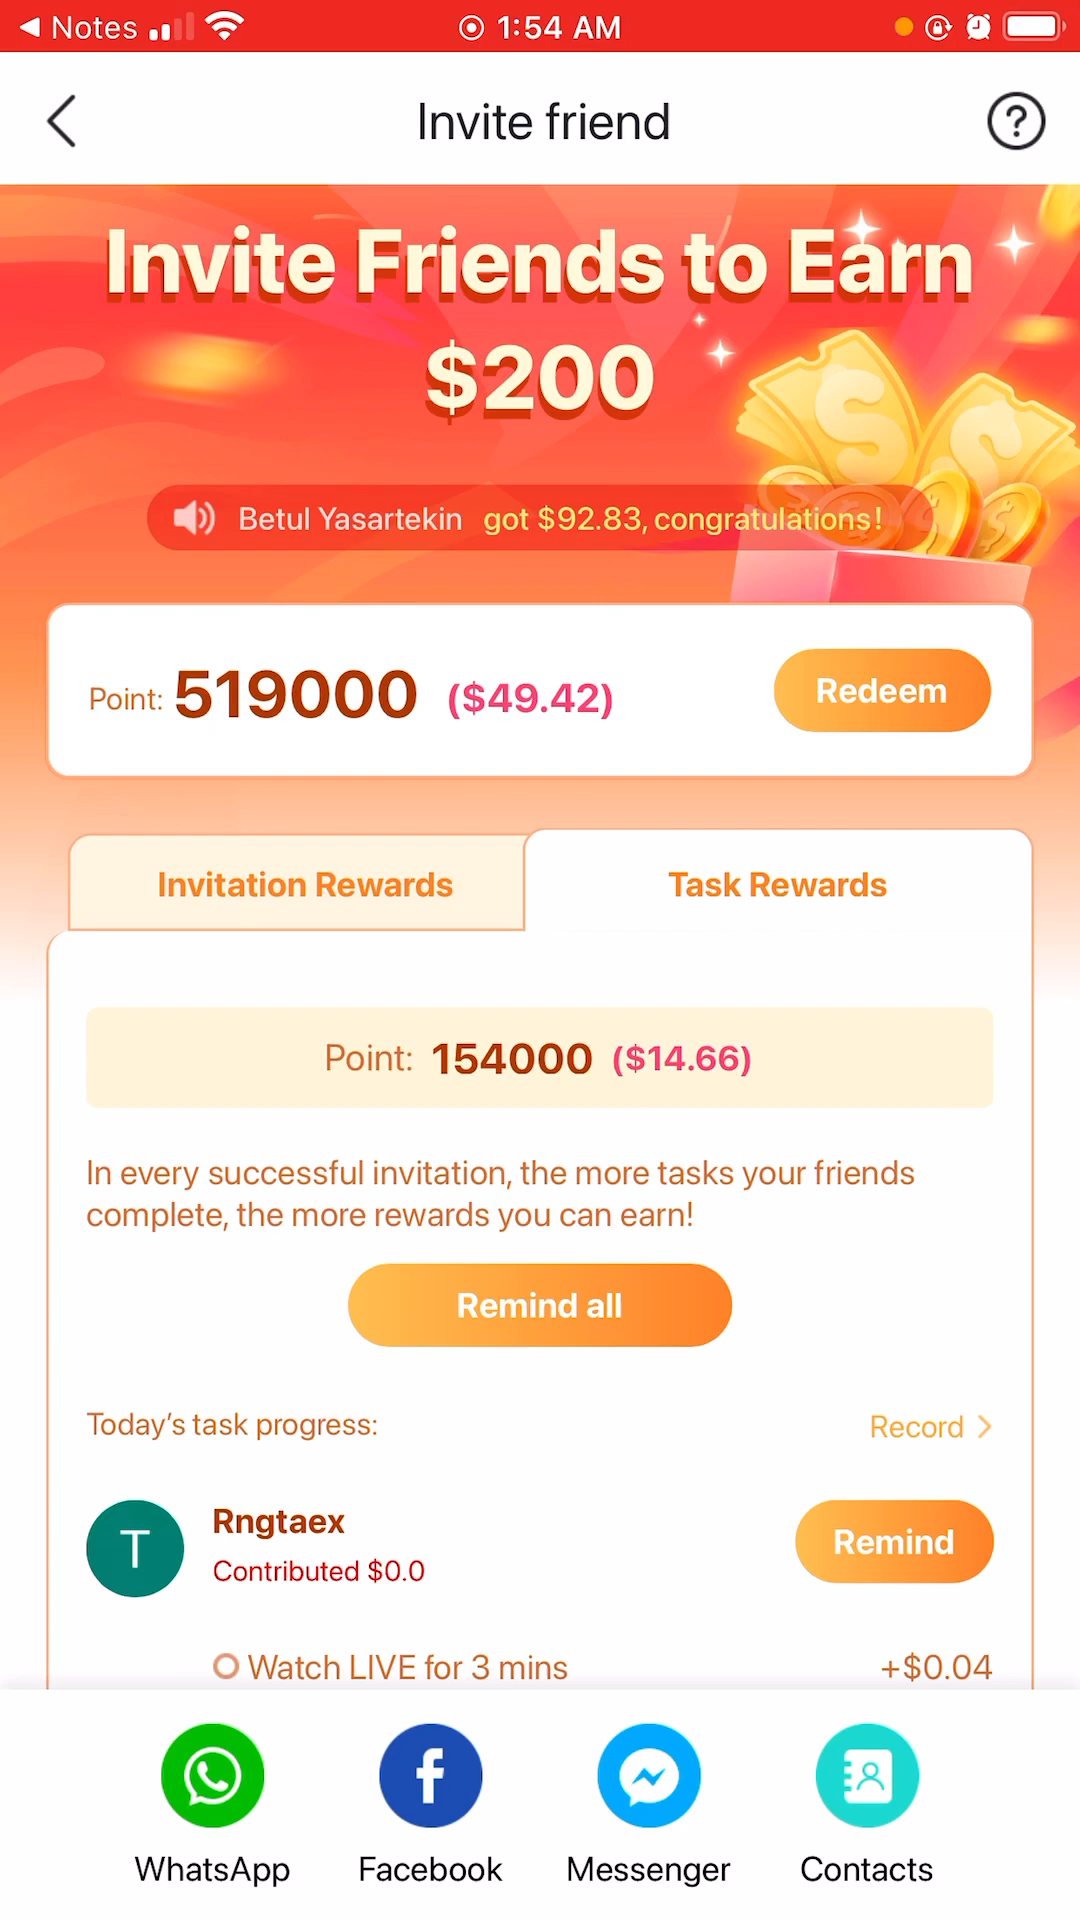 Notes 1:54 AM
Invite friend
Invite Friends to Earn
$200
Betul Yasartekin got $92.83, congratulations!
Point: 519000 ($49.42) Redeem
Invitation Rewards Task Rewards
Point: 154000 ($14.66)
In every successful invitation, the more tasks your friends
complete, the more rewards you can earn!
Remind all
Today's task progress: Record
T Rngtaex Remind
Contributed $0.0
Watch LIVE for 3 mins +$0.04
WhatsApp Facebook Messenger Contacts